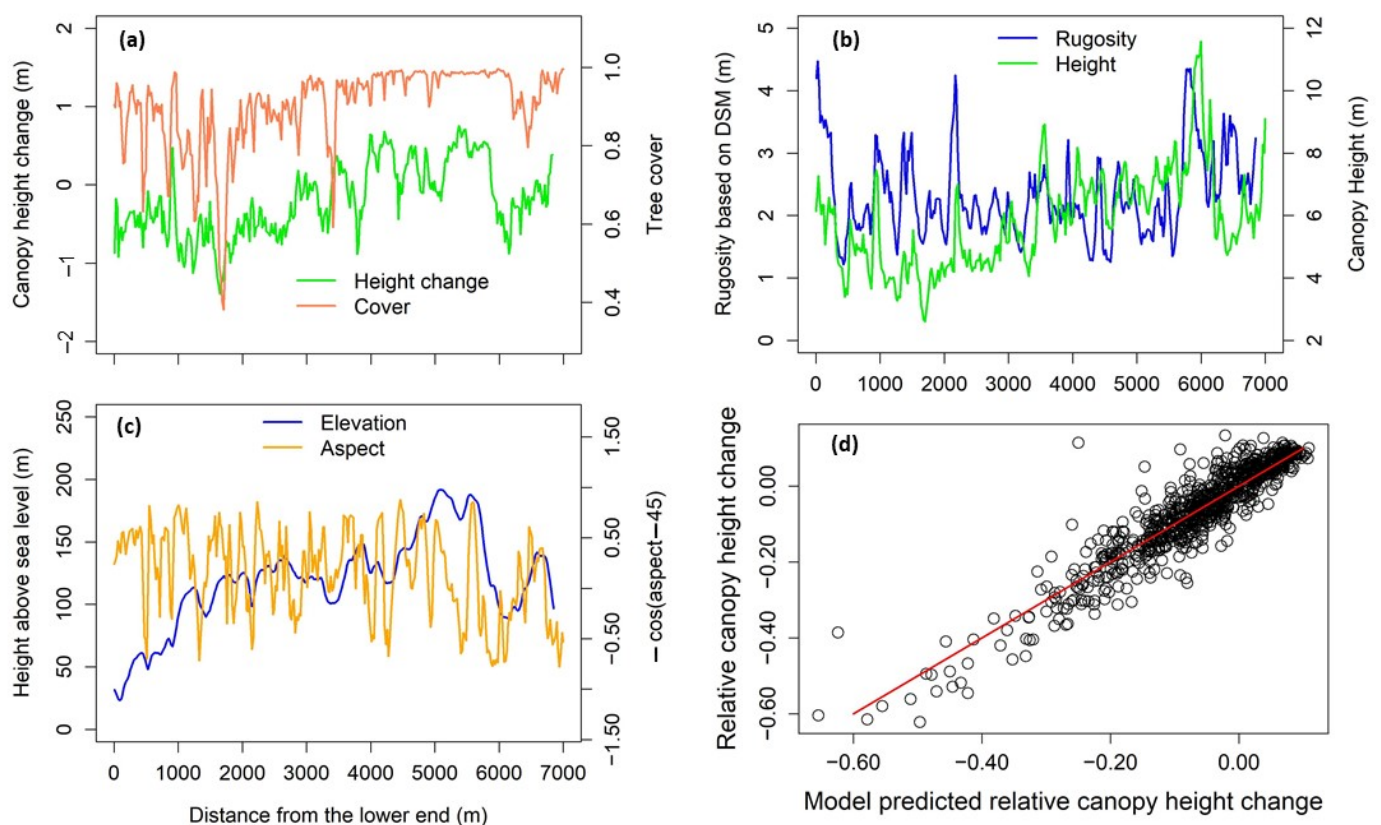 (a)
Canopy height change (m)
2
1
0
−1
−2
Height change
Cover
1.0
0.8
0.6
0.4
Tree cover
(b)
Rugosity based on DSM (m)
5
4
3
2
1
0
Rugosity
Height
12
10
8
6
4
2
Canopy Height (m)
0 1000 2000 3000 4000 5000 6000 7000
(c)
Height above sea level (m)
250
200
150
100
50
0
Elevation
Aspect
1.50
0.50
−0.50
−1.50
−cos(aspect−45)
0 1000 2000 3000 4000 5000 6000 7000
Distance from the lower end (m)
(d)
Relative canopy height change
0.00
−0.20
−0.40
−0.60
−0.60 −0.40 −0.20 0.00
Model predicted relative canopy height change